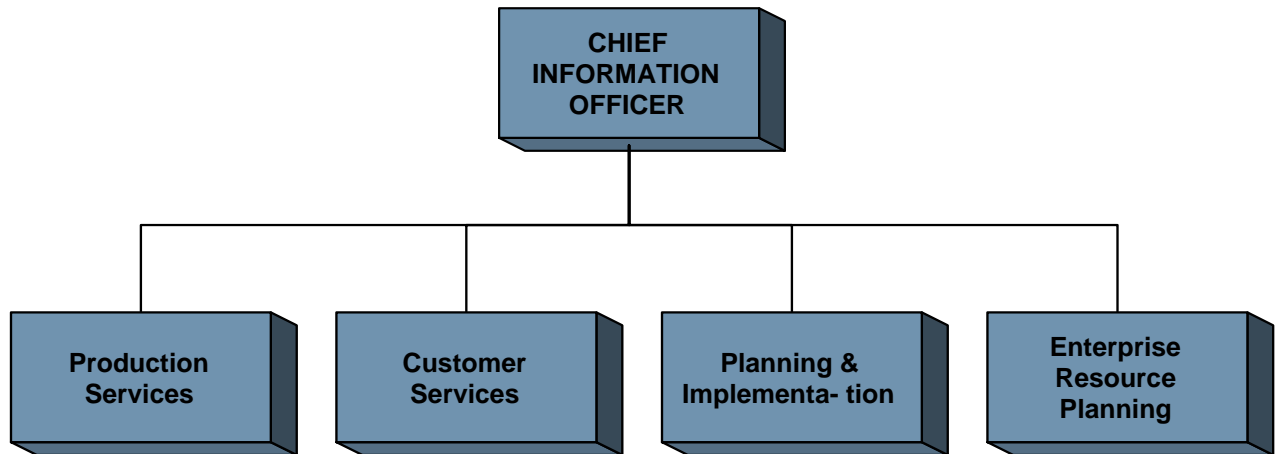 CHIEF
INFORMATION
OFFICER
Production
Services
Customer
Services
Planning &
Implementa- tion
Enterprise
Resource
Planning